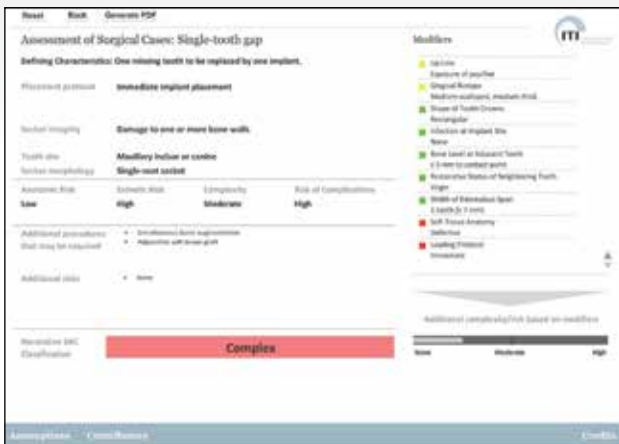 Reset Back Generate PDF
Assessment of Surgical Cases: Single-tooth gap
Defining Characteristics: One missing tooth to be replaced by one implant.
Placement protocol Immediate implant placement
Socket integrity Damage to one or more bone walls
Tooth site Maxillary incisor or canine
Socket morphology Single-root socket
Anatomic Risk Esthetic Risk Complexity Risk of Complications
Low High Moderate High
Additional procedures
that may be required
Simultaneous bone augmentation
Adjunctive soft tissue graft
Additional risks
None
Normative SAC
Classification
Complex
Modifiers
ITI
Lip Line
Exposure of papillae
Gingival Biotype
Medium-scalloped, medium-thick
Shape of Tooth Crowns
Rectangular
Infection at Implant Site
None
Bone Level at Adjacent Teeth
≤ 5 mm to contact point
Restorative Status of Neighboring Teeth
Virgin
Width of Edentulous Span
1 tooth (≥ 7 mm)
Soft-Tissue Anatomy
Defective
Loading Protocol
Immediate
Additional complexity/risk based on modifiers
None Moderate High
Assumptions Contributors Credits